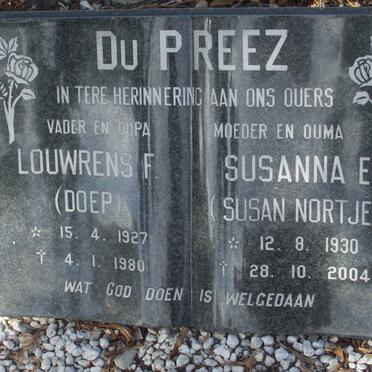 DU PREEZ
IN TERE HERINNERING AAN ONS OUERS
VADER EN OUPA
LOUWRENS F.
(DOEP)
☆ 15. 4. 1927
† 4. 1. 1980
MOEDER EN OUMA
SUSANNA E
( SUSAN NORTJE
☆ 12. 8. 1930
† 28. 10. 2004
WAT GOD DOEN IS WELGEDAAN